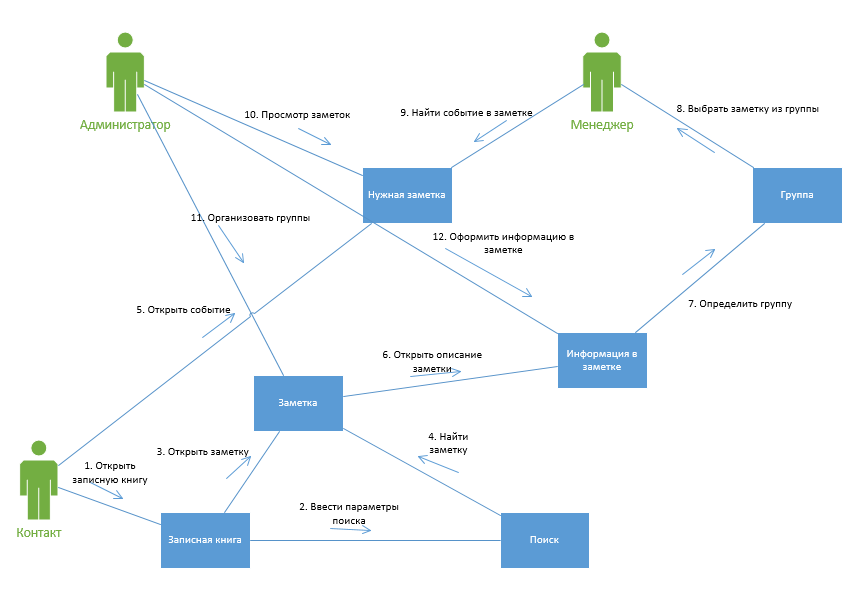 10. Просмотр заметок
9. Найти событие в заметке
8. Выбрать заметку из группы
Администратор
Менеджер
Нужная заметка
Группа
11. Организовать группы
12. Оформить информацию в
заметке
5. Открыть событие
7. Определить группу
6. Открыть описание
заметки
Информация в
заметке
Заметка
4. Найти
заметку
3. Открыть заметку
1. Открыть
записную книгу
2. Ввести параметры
поиска
Контакт
Записная книга
Поиск